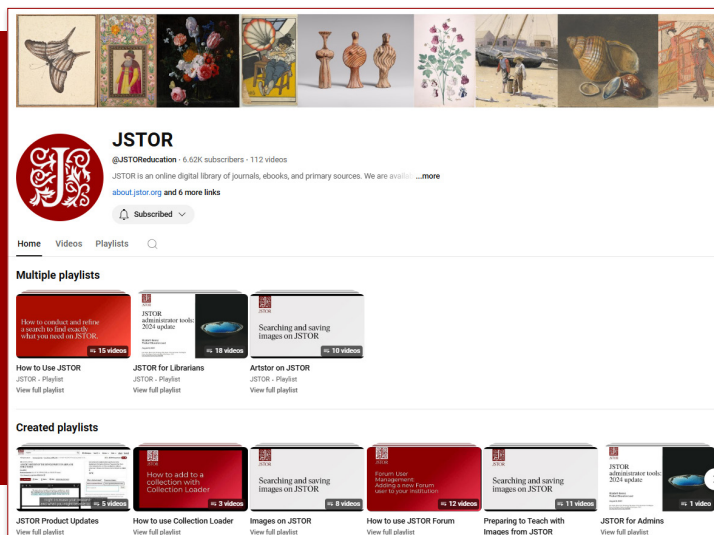 JSTOR
@JSTOReducation · 6.62K subscribers · 112 videos
JSTOR is an online digital library of journals, ebooks, and primary sources. We are availa ...more
about.jstor.org and 6 more links
Subscribed
Home Videos Playlists
Multiple playlists
How to conduct and refine
a search to find exactly
what you need on JSTOR.
15 videos
How to Use JSTOR
JSTOR · Playlist
View full playlist
JSTOR
JSTOR
administrator tools:
2024 update
18 videos
JSTOR for Librarians
JSTOR · Playlist
View full playlist
JSTOR
Searching and saving
images on JSTOR
10 videos
Artstor on JSTOR
JSTOR · Playlist
View full playlist
Created playlists
5 videos
JSTOR Product Updates
View full playlist
JSTOR
How to add to a
collection with
Collection Loader
3 videos
How to use Collection Loader
View full playlist
JSTOR
Searching and saving
images on JSTOR
8 videos
Images on JSTOR
View full playlist
JSTOR
Forum User
Management
Adding a new Forum
user to your institution
12 videos
How to use JSTOR Forum
View full playlist
JSTOR
Searching and saving
images on JSTOR
11 videos
Preparing to Teach with
Images from JSTOR
JSTOR
JSTOR
administrator tools:
2024 update
1 video
JSTOR for Admins
View full playlist